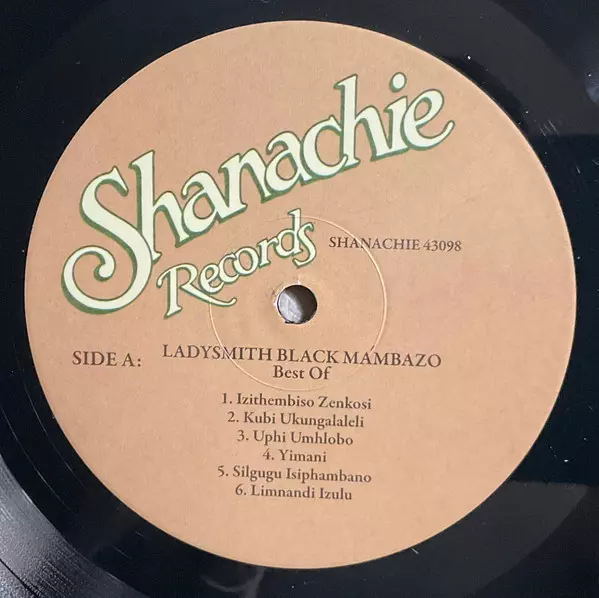 Shanachie
Records
SHANACHIE 43098
SIDE A:
LADYSMITH BLACK MAMBAZO
Best Of
1. Izithembiso Zenkosi
2. Kubi Ukungalaleli
3. Uphi Umhlobo
4. Yimani
5. Silgugu Isiphambano
6. Limnandi Izulu